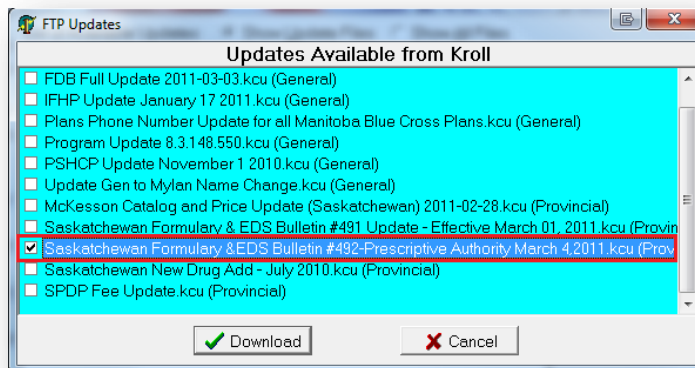 FTP Updates
Updates Available from Kroll
FDB Full Update 2011-03-03.kcu (General)
IFHP Update January 17 2011.kcu (General)
Plans Phone Number Update for all Manitoba Blue Cross Plans.kcu (General)
Program Update 8.3.148.550.kcu (General)
PSHCP Update November 1 2010.kcu (General)
Update Gen to Mylan Name Change.kcu (General)
McKesson Catalog and Price Update (Saskatchewan) 2011-02-28.kcu (Provincial)
Saskatchewan Formulary & EDS Bulletin #491 Update - Effective March 01, 2011.kcu (Provin
Saskatchewan Formulary &EDS Bulletin #492-Prescriptive Authority March 4,2011.kcu (Prov
Saskatchewan New Drug Add - July 2010.kcu (Provincial)
SPDP Fee Update.kcu (Provincial)
Download Cancel